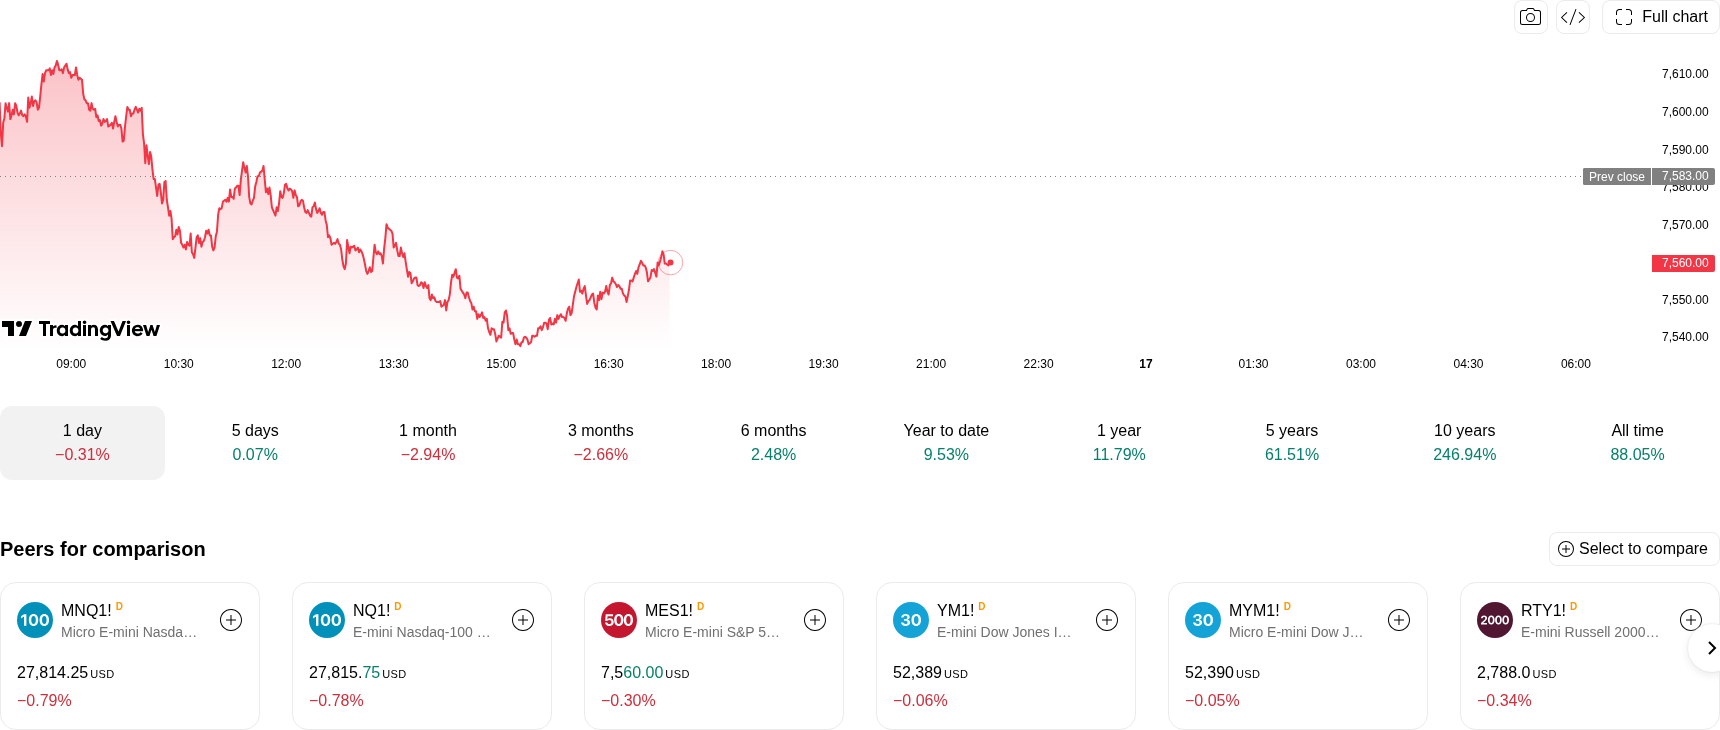 Full chart
7,610.00
7,600.00
7,590.00
Prev close 7,583.00
7,580.00
7,570.00
7,560.00
7,550.00
TradingView
7,540.00
09:00 10:30 12:00 13:30 15:00 16:30 18:00 19:30 21:00 22:30 17 01:30 03:00 04:30 06:00
1 day 5 days 1 month 3 months 6 months Year to date 1 year 5 years 10 years All time
−0.31% 0.07% −2.94% −2.66% 2.48% 9.53% 11.79% 61.51% 246.94% 88.05%
Peers for comparison
Select to compare
100 MNQ1! D
Micro E-mini Nasda…
27,814.25 USD
−0.79%
100 NQ1! D
E-mini Nasdaq-100 …
27,815.75 USD
−0.78%
500 MES1! D
Micro E-mini S&P 5…
7,560.00 USD
−0.30%
30 YM1! D
E-mini Dow Jones I…
52,389 USD
−0.06%
30 MYM1! D
Micro E-mini Dow J…
52,390 USD
−0.05%
2000 RTY1! D
E-mini Russell 2000…
2,788.0 USD
−0.34%